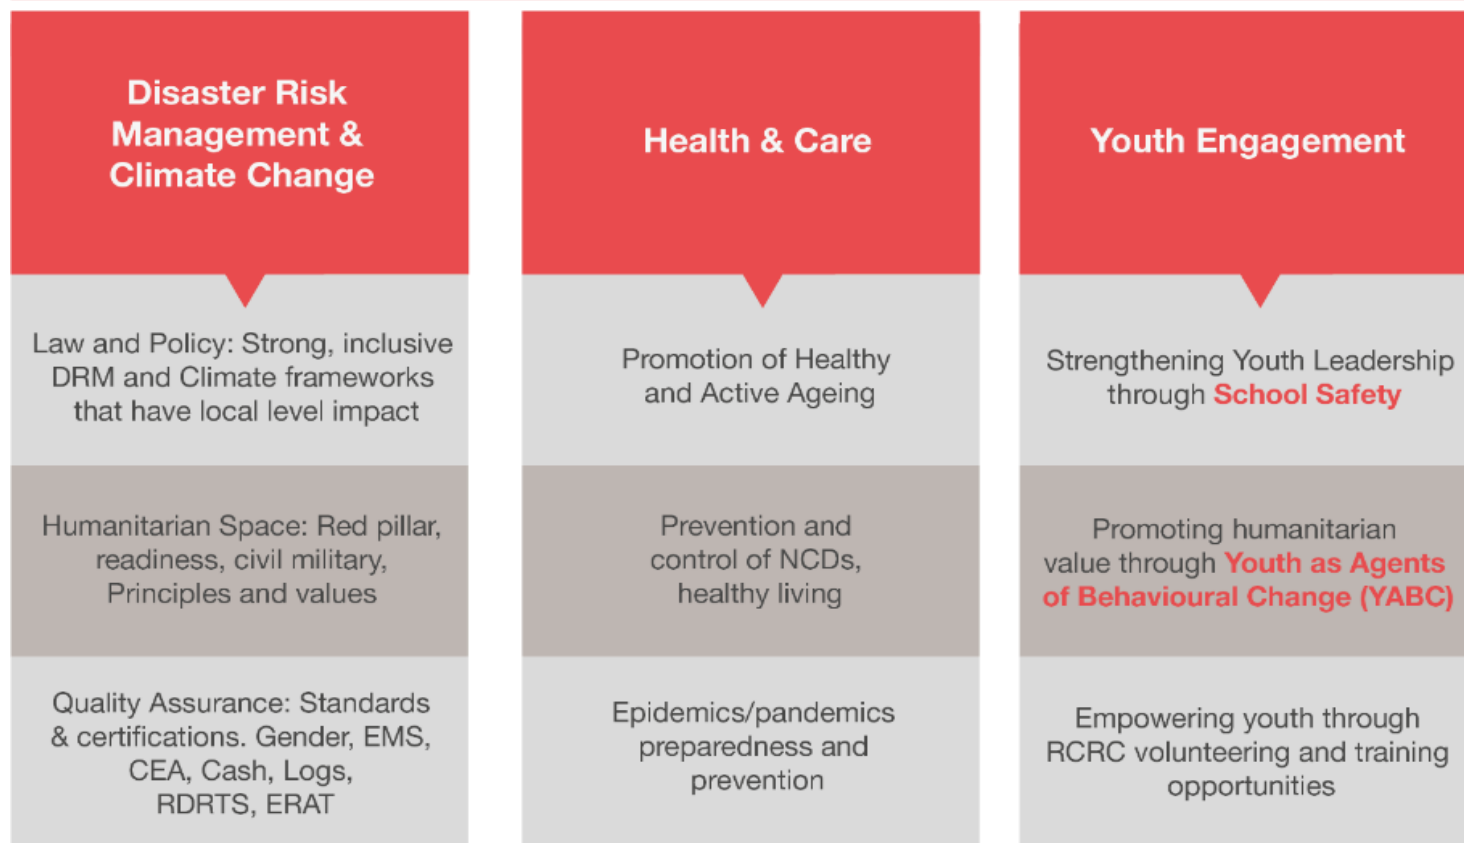 Disaster Risk
Management &
Climate Change
Law and Policy: Strong, inclusive
DRM and Climate frameworks
that have local level impact
Humanitarian Space: Red pillar,
readiness, civil military,
Principles and values
Quality Assurance: Standards
& certifications. Gender, EMS,
CEA, Cash, Logs,
RDRTS, ERAT
Health & Care
Promotion of Healthy
and Active Ageing
Prevention and
control of NCDs,
healthy living
Epidemics/pandemics
preparedness and
prevention
Youth Engagement
Strengthening Youth Leadership
through School Safety
Promoting humanitarian
value through Youth as Agents
of Behavioural Change (YABC)
Empowering youth through
RCRC volunteering and training
opportunities